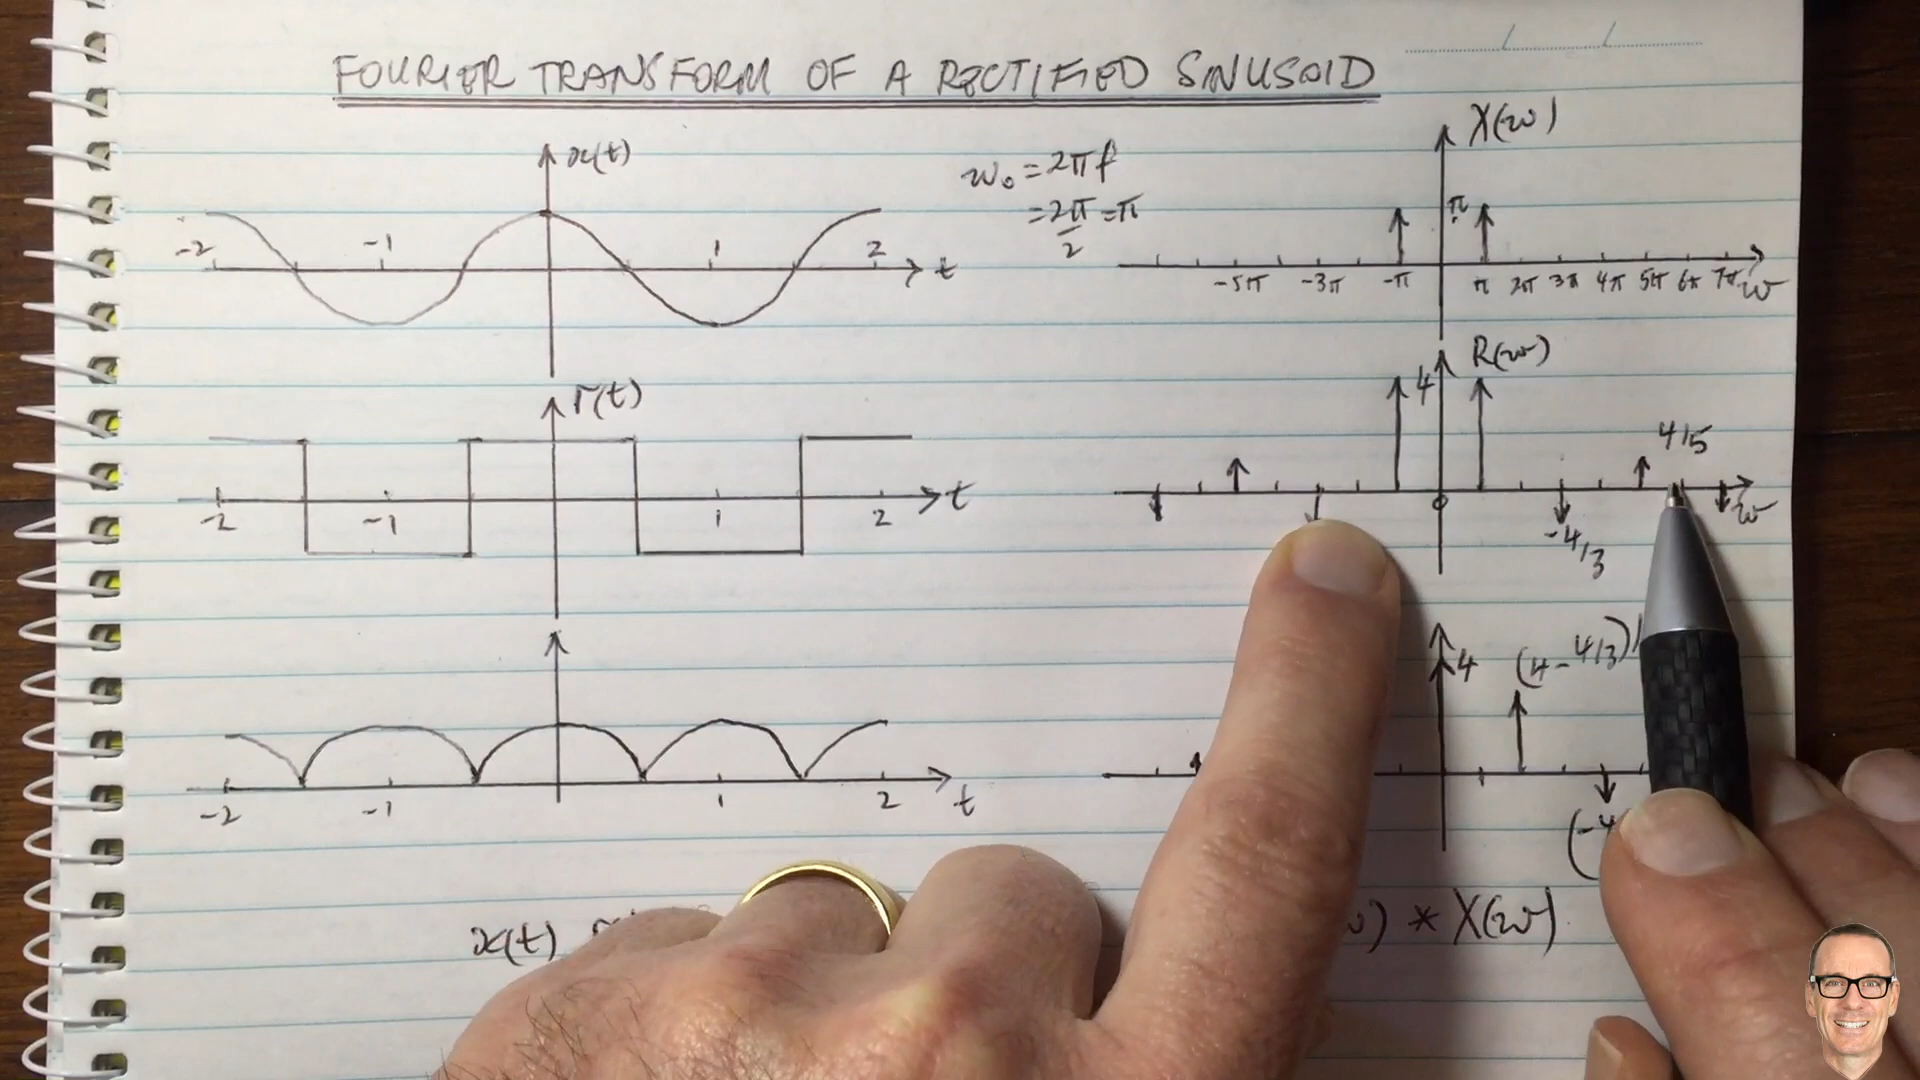 FOURIER TRANSFORM OF A RECTIFIED SINUSOID
x(t)
-2 -1 1 2 t
ω₀ = 2πf
= 2π/2 = π
X(ω)
π
-5π -3π -π π 2π 3π 4π 5π 6π 7π ω
r(t)
-2 -1 1 2 t
R(ω)
4
4/5
0 ω
-4/3
-2 -1 1 2 t
4 (4-4/3)
(-4
x(t)
ω) * X(ω)